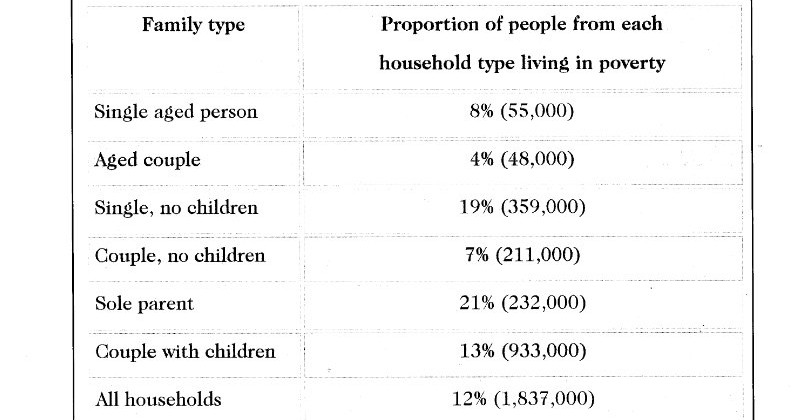 Family type
Proportion of people from each
household type living in poverty
Single aged person
8% (55,000)
Aged couple
4% (48,000)
Single, no children
19% (359,000)
Couple, no children
7% (211,000)
Sole parent
21% (232,000)
Couple with children
13% (933,000)
All households
12% (1,837,000)